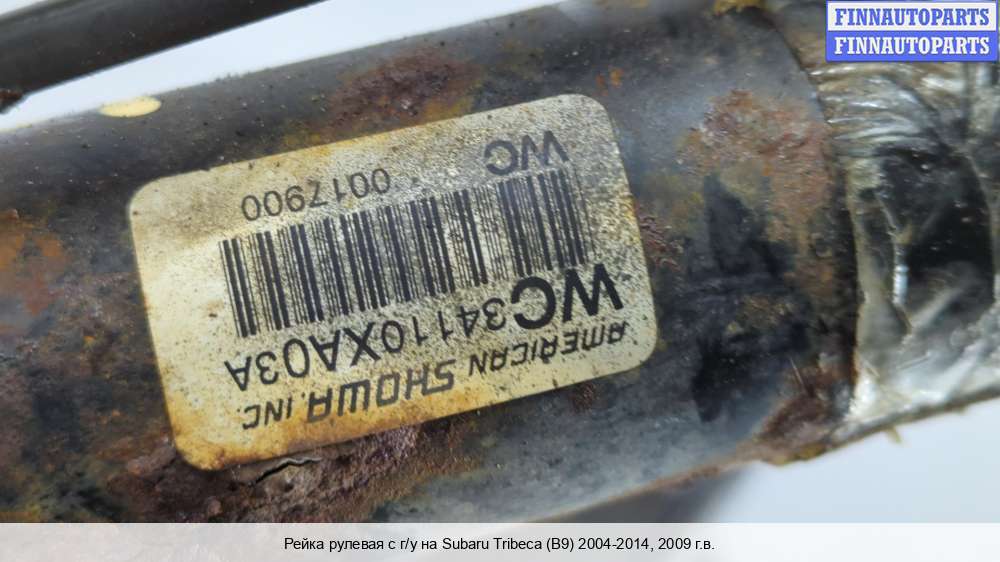 FINNAUTOPARTS
FINNAUTOPARTS
AMERICAN SHOWA, INC.
WC34110XA03A
WC 0017900
Рейка рулевая с г/у на Subaru Tribeca (B9) 2004-2014, 2009 г.в.